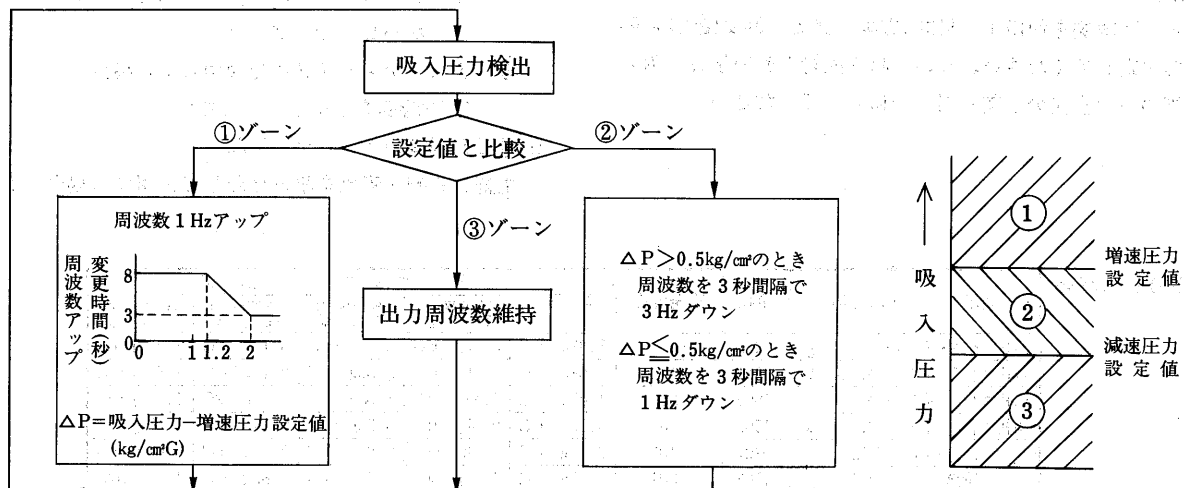 吸入圧力検出
設定値と比較
①ゾーン
②ゾーン
③ゾーン
周波数1Hzアップ
周波数アップ
変更時間(秒)
8
3
0
0
1
1.2
2
△P=吸入圧力-増速圧力設定値
(kg/cm²G)
出力周波数維持
△P>0.5kg/cm²のとき
周波数を3秒間隔で
3Hzダウン
△P≦0.5kg/cm²のとき
周波数を3秒間隔で
1Hzダウン
吸入圧力
①
②
③
増速圧力
設定値
減速圧力
設定値